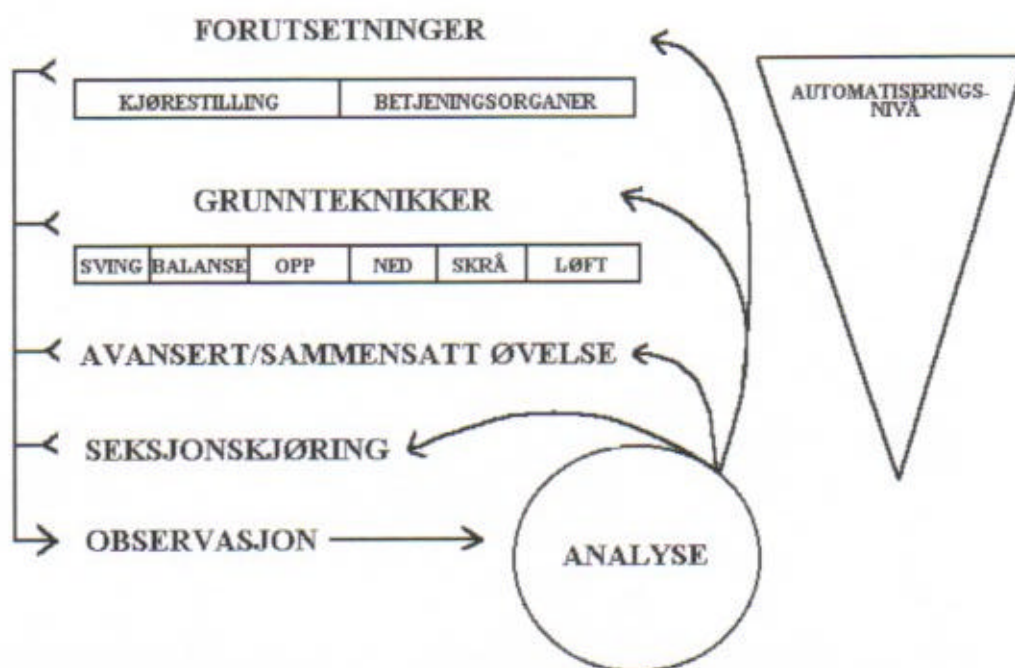 FORUTSETNINGER
KJØRESTILLING BETJENINGSORGANER
AUTOMATISERINGS-
NIVÅ
GRUNNTEKNIKKER
SVING BALANSE OPP NED SKRÅ LØFT
AVANSERT/SAMMENSATT ØVELSE
SEKSJONSKJØRING
OBSERVASJON
ANALYSE